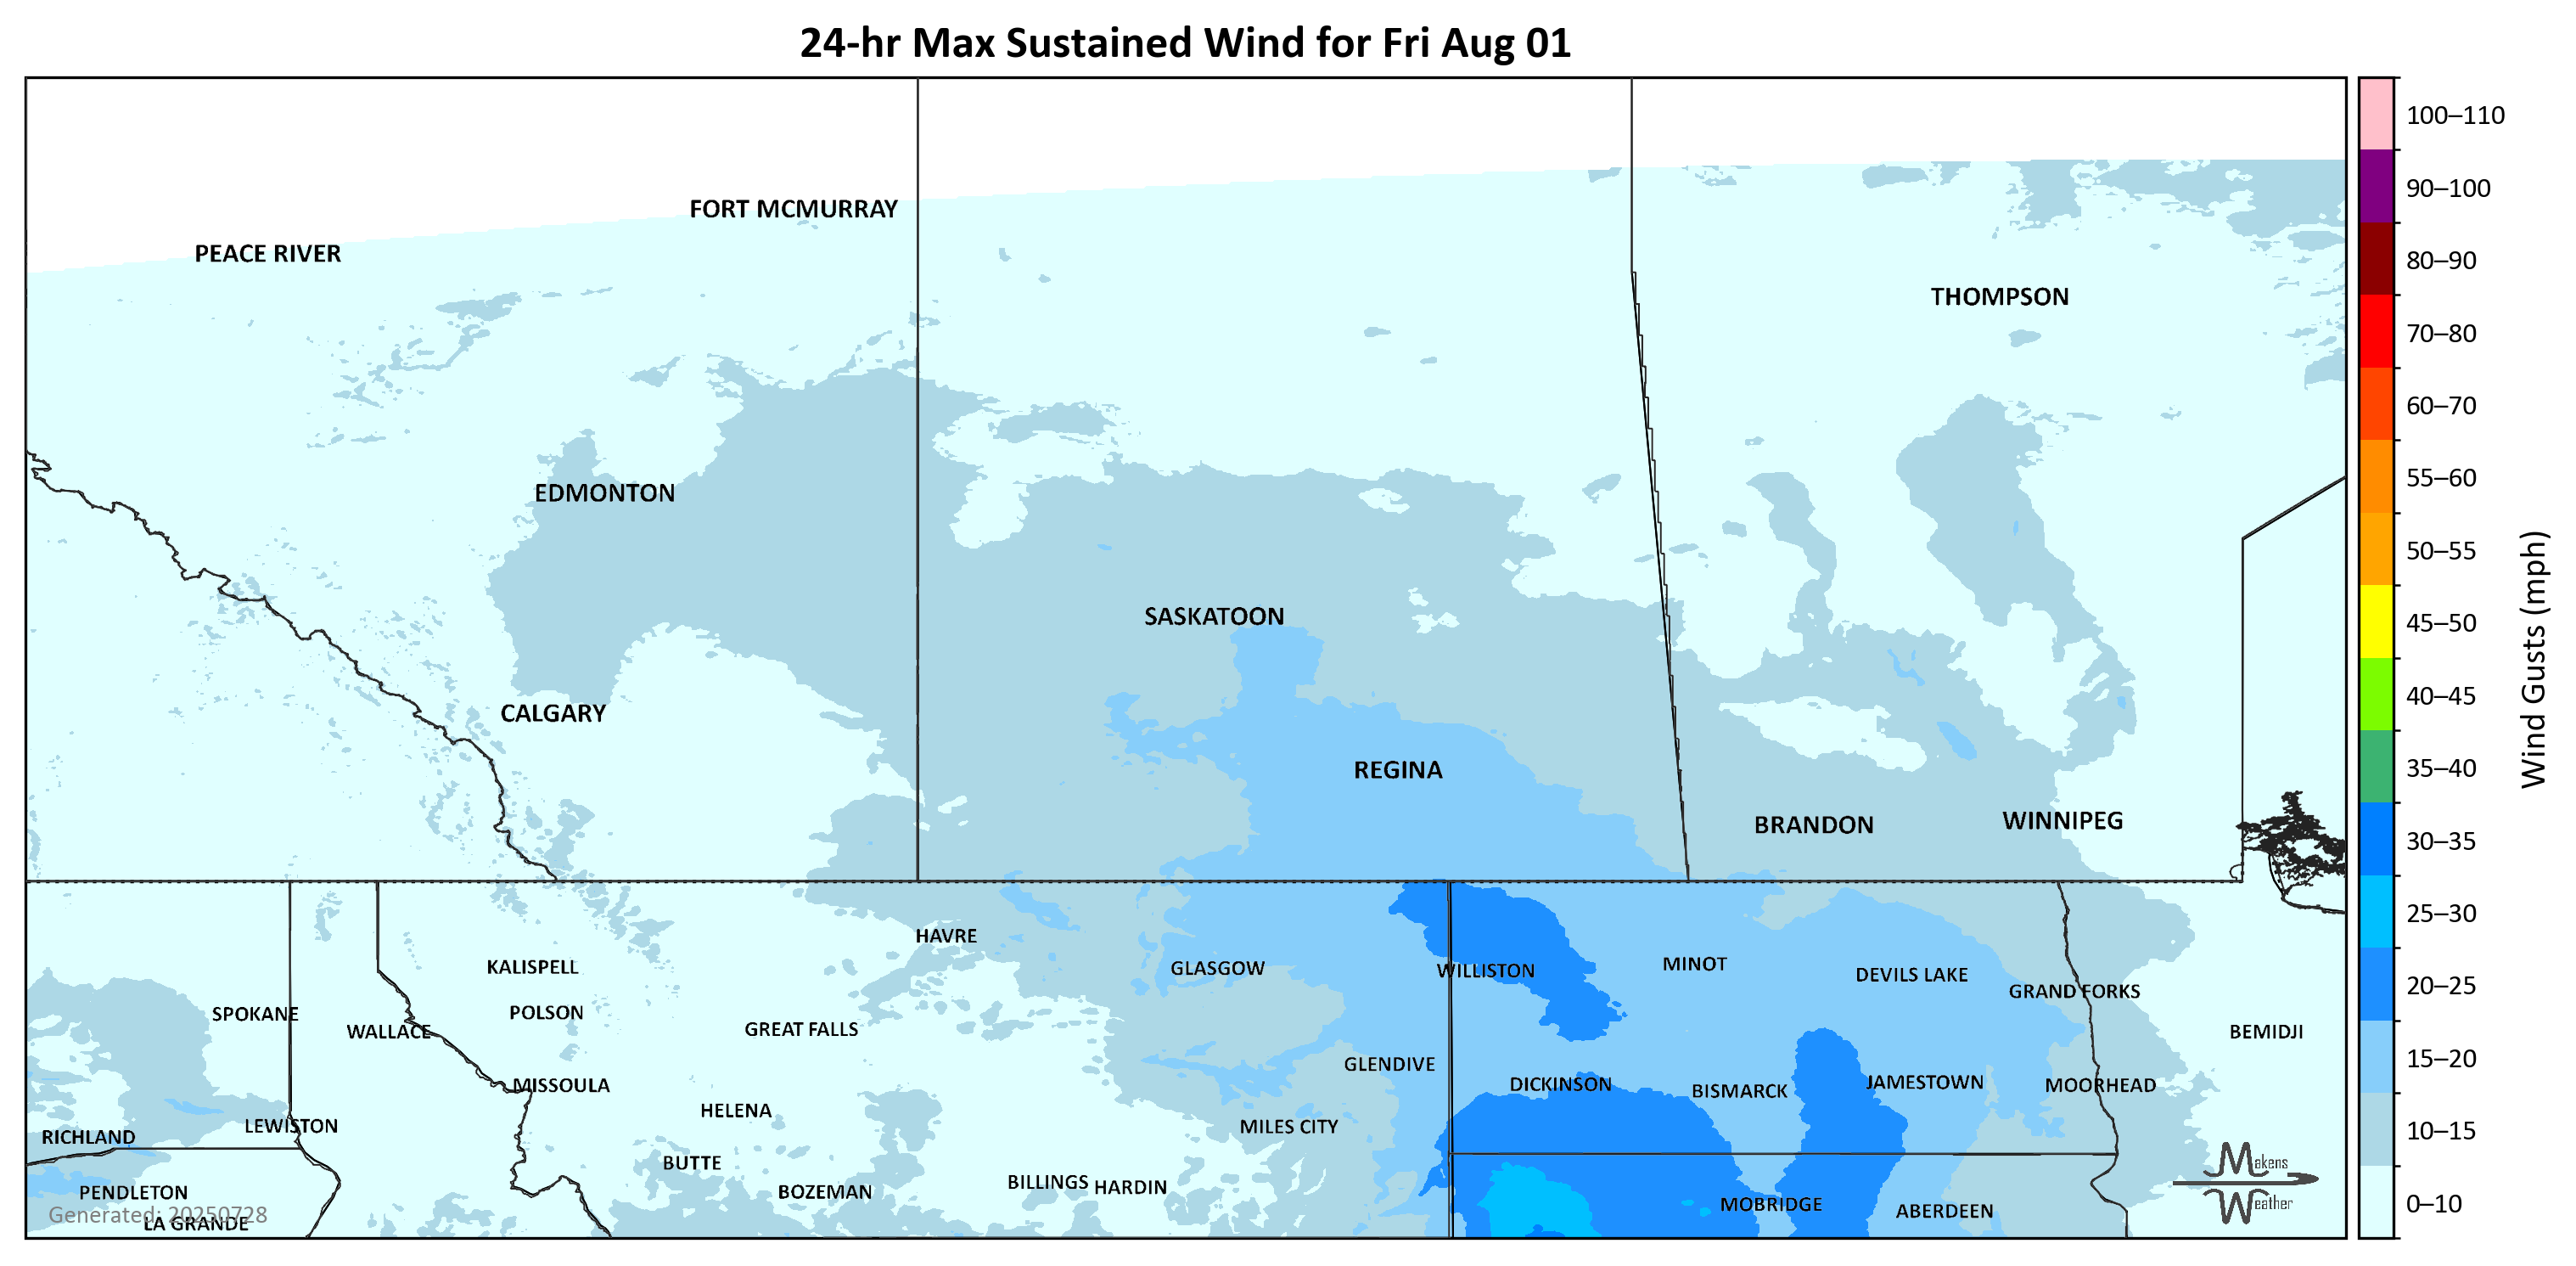 24-hr Max Sustained Wind for Fri Aug 01
100–110
90–100
80–90
70–80
60–70
55–60
50–55
45–50
40–45
35–40
30–35
25–30
20–25
15–20
10–15
0–10
Wind Gusts (mph)
FORT MCMURRAY
PEACE RIVER
THOMPSON
EDMONTON
SASKATOON
CALGARY
REGINA
BRANDON
WINNIPEG
HAVRE
KALISPELL
GLASGOW
WILLISTON
MINOT
DEVILS LAKE
GRAND FORKS
SPOKANE
POLSON
WALLACE
GREAT FALLS
BEMIDJI
GLENDIVE
MISSOULA
DICKINSON
BISMARCK
JAMESTOWN
MOORHEAD
HELENA
LEWISTON
MILES CITY
RICHLAND
BUTTE
BILLINGS
HARDIN
BOZEMAN
PENDLETON
MOBRIDGE
ABERDEEN
LA GRANDE
Generated: 20250728
Makens
Weather